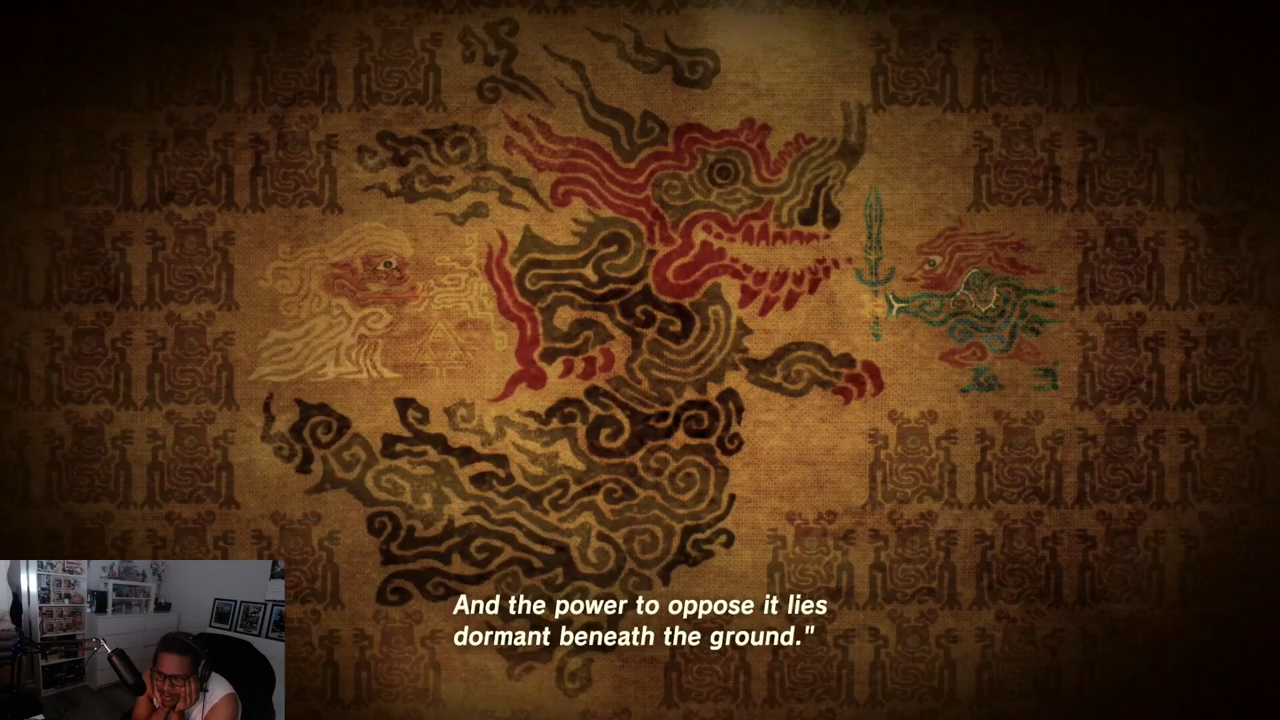 And the power to oppose it lies
dormant beneath the ground."